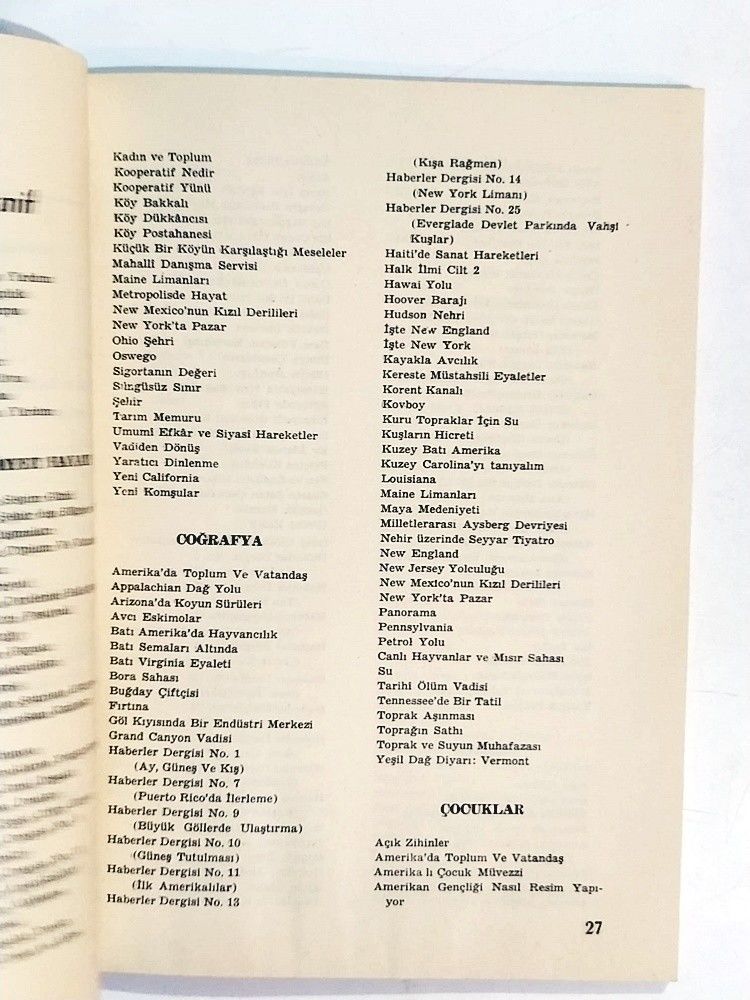 nif
Kadın ve Toplum
Kooperatif Nedir
Kooperatif Yünü
Köy Bakkalı
Köy Dükkâncısı
Köy Postahanesi
Küçük Bir Köyün Karşılaştığı Meseleler
Mahallî Danışma Servisi
Maine Limanları
Metropolisde Hayat
New Mexico'nun Kızıl Derilileri
New York'ta Pazar
Ohio Şehri
Oswego
Sigortanın Değeri
Süngüsüz Sınır
Şehir
Tarım Memuru
Umumî Efkâr ve Siyasî Hareketler
Vadiden Dönüş
Yaratıcı Dinlenme
Yeni California
Yeni Komşular
COĞRAFYA
Amerika'da Toplum Ve Vatandaş
Appalachian Dağ Yolu
Arizona'da Koyun Sürüleri
Avcı Eskimolar
Batı Amerika'da Hayvancılık
Batı Semaları Altında
Batı Virginia Eyaleti
Bora Sahası
Buğday Çiftçisi
Fırtına
Göl Kıyısında Bir Endüstri Merkezi
Grand Canyon Vadisi
Haberler Dergisi No. 1
(Ay, Güneş Ve Kış)
Haberler Dergisi No. 7
(Puerto Rico'da İlerleme)
Haberler Dergisi No. 9
(Büyük Göllerde Ulaştırma)
Haberler Dergisi No. 10
(Güneş Tutulması)
Haberler Dergisi No. 11
(İlk Amerikalılar)
Haberler Dergisi No. 13
(Kışa Rağmen)
Haberler Dergisi No. 14
(New York Limanı)
Haberler Dergisi No. 25
(Everglade Devlet Parkında Vahşi
Kuşlar)
Haiti'de Sanat Hareketleri
Halk İlmi Cilt 2
Hawai Yolu
Hoover Barajı
Hudson Nehri
İşte New England
İşte New York
Kayakla Avcılık
Kereste Müstahsili Eyaletler
Korent Kanalı
Kovboy
Kuru Topraklar İçin Su
Kuşların Hicreti
Kuzey Batı Amerika
Kuzey Carolina'yı tanıyalım
Louisiana
Maine Limanları
Maya Medeniyeti
Milletlerarası Aysberg Devriyesi
Nehir üzerinde Seyyar Tiyatro
New England
New Jersey Yolculuğu
New Mexico'nun Kızıl Derilileri
New York'ta Pazar
Panorama
Pennsylvania
Petrol Yolu
Canlı Hayvanlar ve Mısır Sahası
Su
Tarihî Ölüm Vadisi
Tennessee'de Bir Tatil
Toprak Aşınması
Toprağın Sathı
Toprak ve Suyun Muhafazası
Yeşil Dağ Diyarı: Vermont
ÇOCUKLAR
Açık Zihinler
Amerika'da Toplum Ve Vatandaş
Amerika lı Çocuk Müvezzi
Amerikan Gençliği Nasıl Resim Yapı-
yor
27